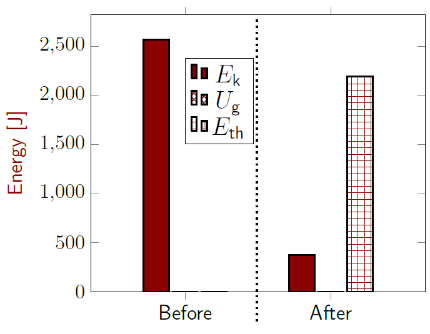 Energy [J]
2,500
2,000
1,500
1,000
500
0
E_k
U_g
E_th
Before
After